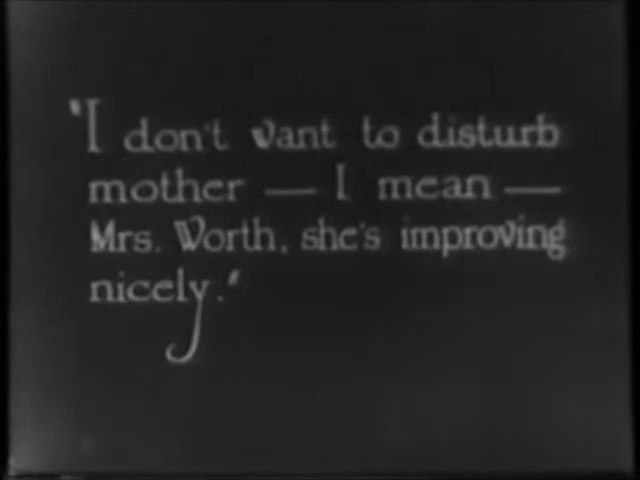 "I don't want to disturb
mother — I mean —
Mrs. Worth, she's improving
nicely."